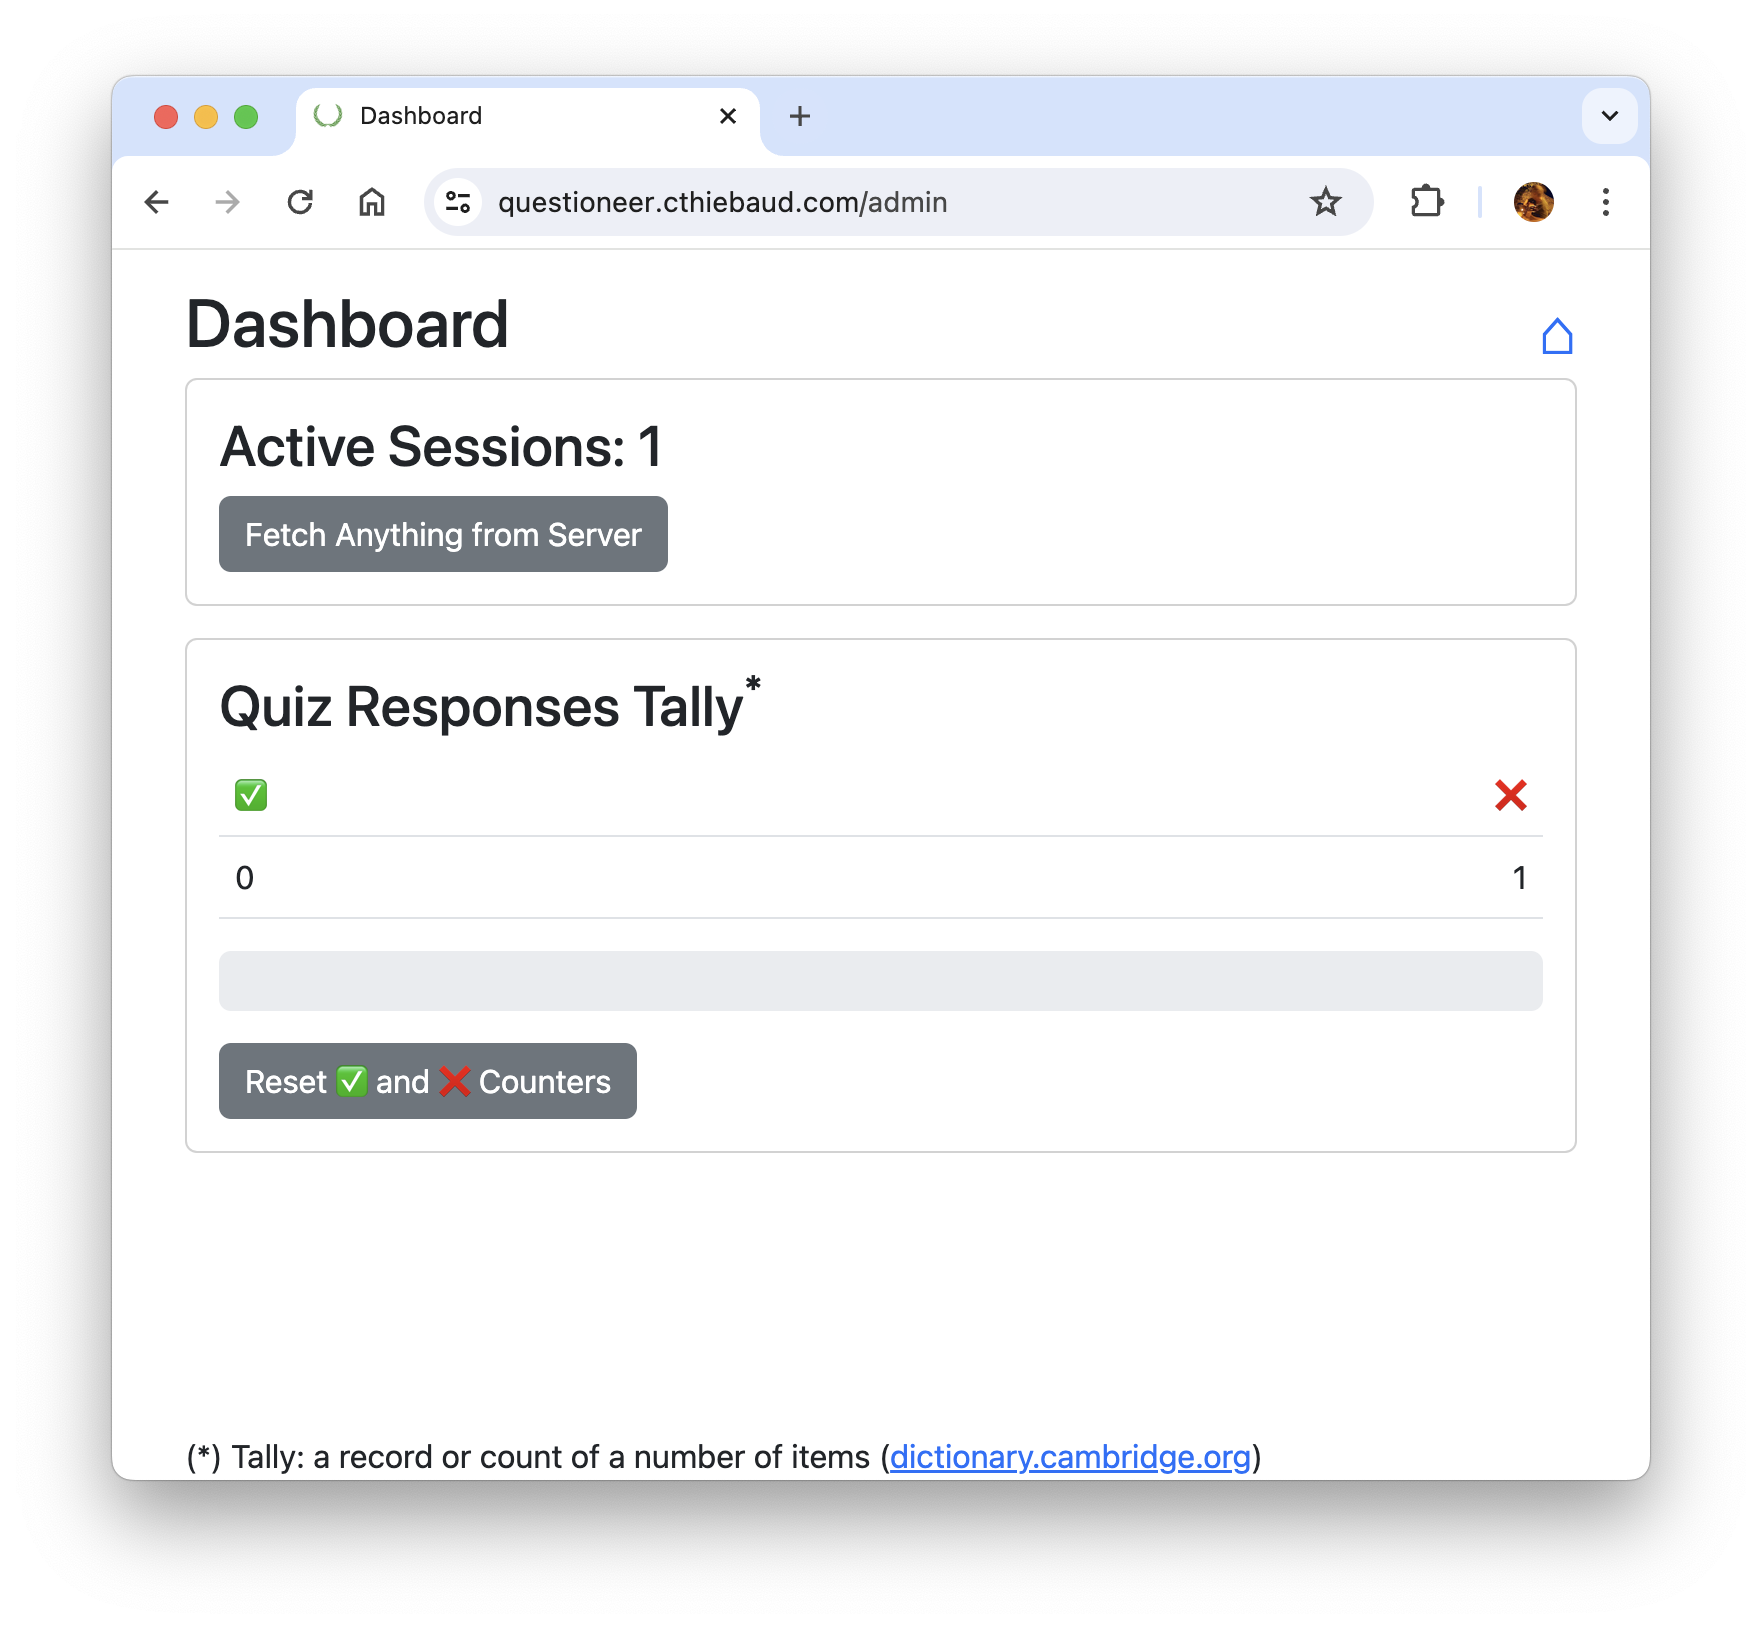 Dashboard
questioneer.cthiebaud.com/admin
Dashboard
Active Sessions: 1
Fetch Anything from Server
Quiz Responses Tally*
✅ ❌
0 1
Reset ✅ and ❌ Counters
(*) Tally: a record or count of a number of items (dictionary.cambridge.org)